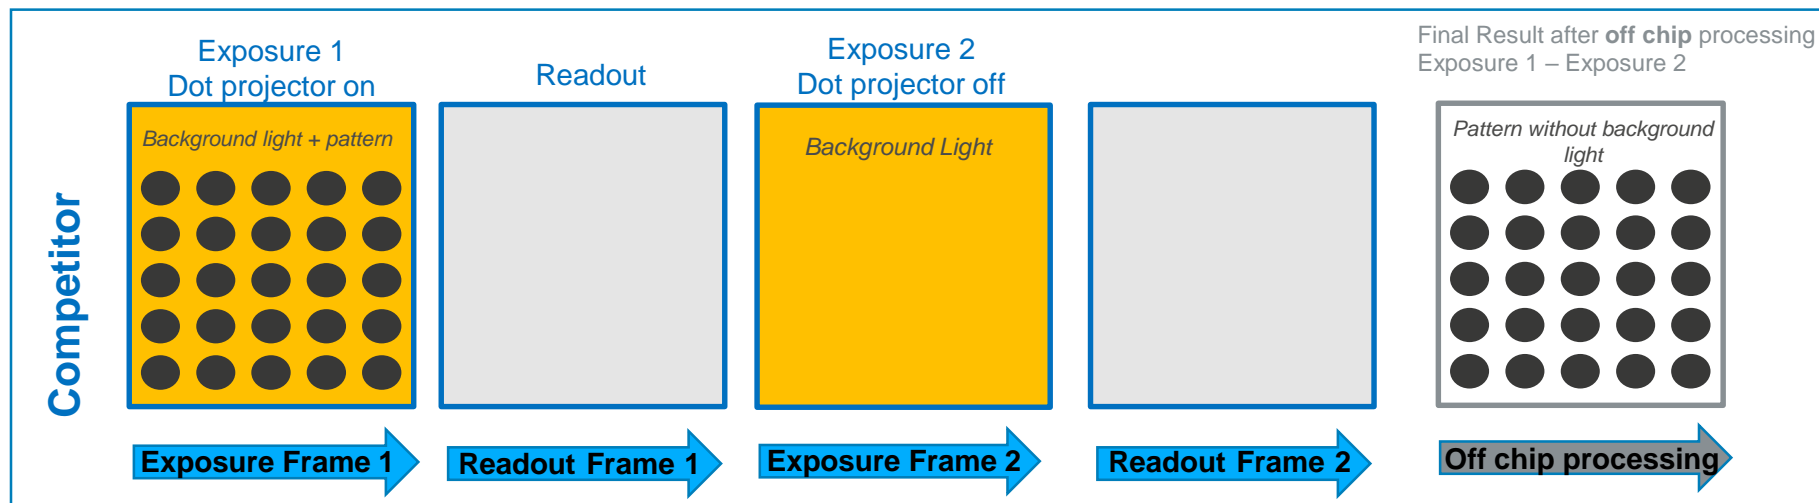 Competitor
Exposure 1
Dot projector on
Background light + pattern
Exposure Frame 1
Readout
Readout Frame 1
Exposure 2
Dot projector off
Background Light
Exposure Frame 2
Readout Frame 2
Final Result after off chip processing
Exposure 1 – Exposure 2
Pattern without background
light
Off chip processing